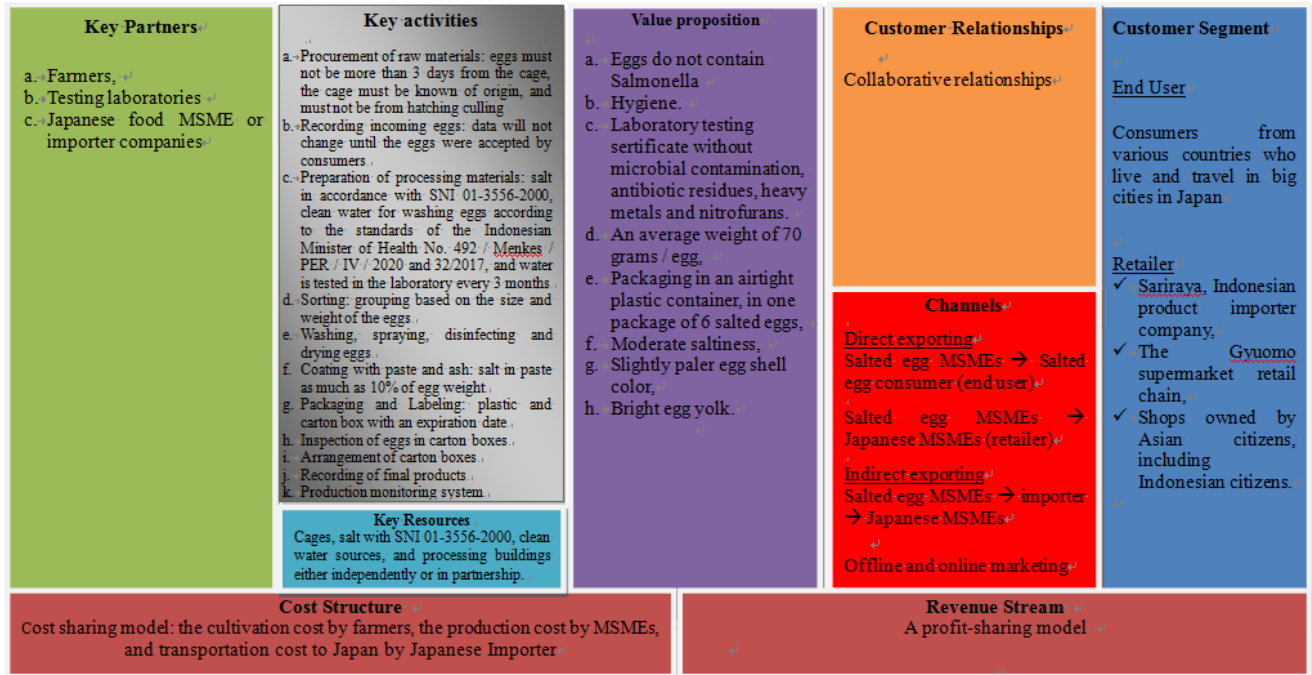 Key Partners
a. Farmers,
b. Testing laboratories
c. Japanese food MSME or
importer companies
Key activities
a. Procurement of raw materials: eggs must
not be more than 3 days from the cage,
the cage must be known of origin, and
must not be from hatching culling
b. Recording incoming eggs: data will not
change until the eggs were accepted by
consumers.
c. Preparation of processing materials: salt
in accordance with SNI 01-3556-2000,
clean water for washing eggs according
to the standards of the Indonesian
Minister of Health No. 492 / Menkes /
PER / IV / 2020 and 32/2017, and water
is tested in the laboratory every 3 months.
d. Sorting: grouping based on the size and
weight of the eggs.
e. Washing, spraying, disinfecting and
drying eggs.
f. Coating with paste and ash: salt in paste
as much as 10% of egg weight.
g. Packaging and Labeling: plastic and
carton box with an expiration date.
h. Inspection of eggs in carton boxes.
i. Arrangement of carton boxes.
j. Recording of final products.
k. Production monitoring system.
Key Resources
Cages, salt with SNI 01-3556-2000, clean
water sources, and processing buildings
either independently or in partnership.
Value proposition
a. Eggs do not contain
Salmonella
b. Hygiene.
c. Laboratory testing
sertificate without
microbial contamination,
antibiotic residues, heavy
metals and nitrofurans.
d. An average weight of 70
grams / egg,
e. Packaging in an airtight
plastic container, in one
package of 6 salted eggs,
f. Moderate saltiness,
g. Slightly paler egg shell
color,
h. Bright egg yolk.
Customer Relationships
Collaborative relationships
Channels
Direct exporting
Salted egg MSMEs → Salted
egg consumer (end user)
Salted egg MSMEs →
Japanese MSMEs (retailer)
Indirect exporting
Salted egg MSMEs → importer
→ Japanese MSMEs
Offline and online marketing
Customer Segment
End User
Consumers from
various countries who
live and travel in big
cities in Japan
Retailer
✓ Sariraya, Indonesian
product importer
company,
✓ The Gyuomo
supermarket retail
chain,
✓ Shops owned by
Asian citizens,
including
Indonesian citizens.
Cost Structure
Cost sharing model: the cultivation cost by farmers, the production cost by MSMEs,
and transportation cost to Japan by Japanese Importer
Revenue Stream
A profit-sharing model